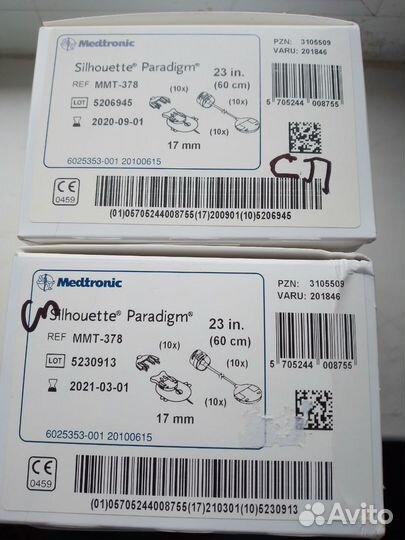 Medtronic
PZN: 3105509
VARU: 201846
Silhouette® Paradigm®
23 in.
(60 cm)
REF MMT-378
(10x)
LOT 5206945
(10x)
2020-09-01
(10x)
17 mm
5 705244 008755
6025353-001 20100615
СП
CE
0459
(01)05705244008755(17)200901(10)5206945
Medtronic
PZN: 3105509
VARU: 201846
Silhouette® Paradigm®
23 in.
(60 cm)
REF MMT-378
(10x)
LOT 5230913
(10x)
2021-03-01
(10x)
17 mm
5 705244 008755
6025353-001 20100615
CE
0459
(01)05705244008755(17)210301(10)5230913
Avito